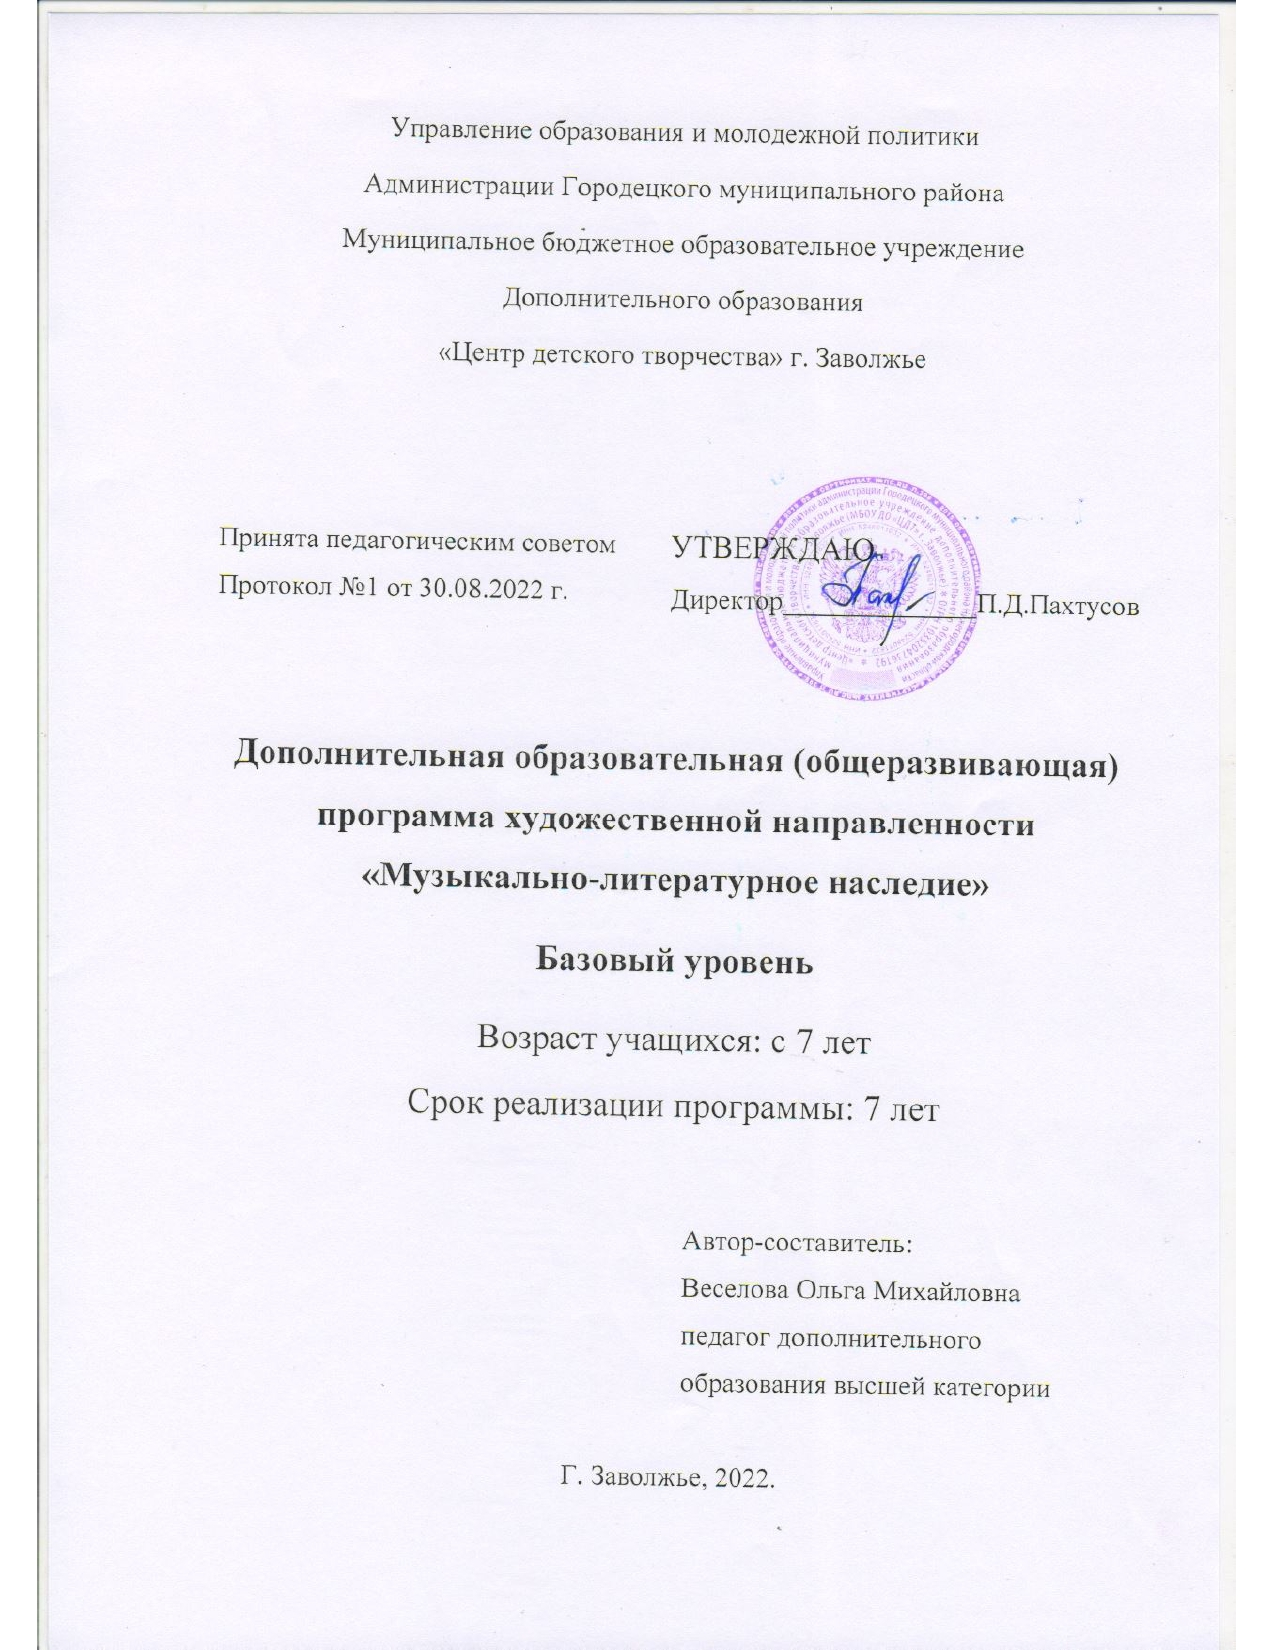 Управление образования и молодежной политики
Администрации Городецкого муниципального района
Муниципальное бюджетное образовательное учреждение
Дополнительного образования
«Центр детского творчества» г. Заволжье
Принята педагогическим советом
Протокол №1 от 30.08.2022 г.
УТВЕРЖДАЮ
Директор П.Д.Пахтусов
Дополнительная образовательная (общеразвивающая)
программа художественной направленности
«Музыкально-литературное наследие»
Базовый уровень
Возраст учащихся: с 7 лет
Срок реализации программы: 7 лет
Автор-составитель:
Веселова Ольга Михайловна
педагог дополнительного
образования высшей категории
Г. Заволжье, 2022.